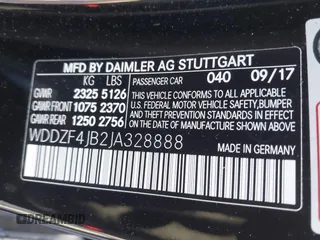 MFD BY DAIMLER AG STUTTGART
KG LBS PASSENGER CAR 040 09/17
GVWR 2325 5126
GAWR FRONT 1075 2370
GAWR REAR 1250 2756
THIS VEHICLE CONFORMS TO ALL APPLICABLE
U.S. FEDERAL MOTOR VEHICLE SAFETY,
BUMPER, AND THEFT PREVENTION STANDARDS
IN EFFECT ON THE DATE OF
MANUFACTURE SHOWN ABOVE.
WDDZF4JB2JA328888
MADE IN GERMANY
DREAMBID